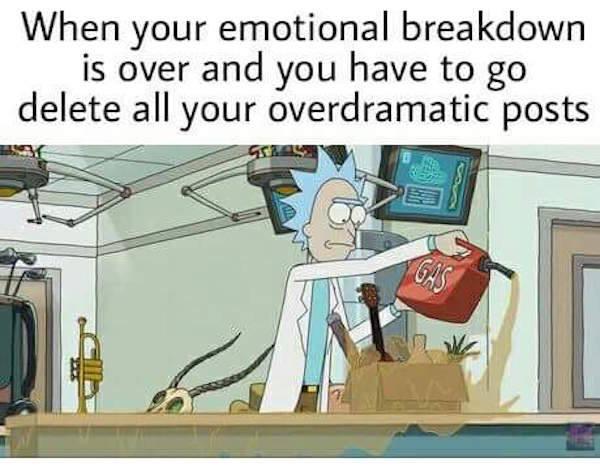 When your emotional breakdown
is over and you have to go
delete all your overdramatic posts
GAS